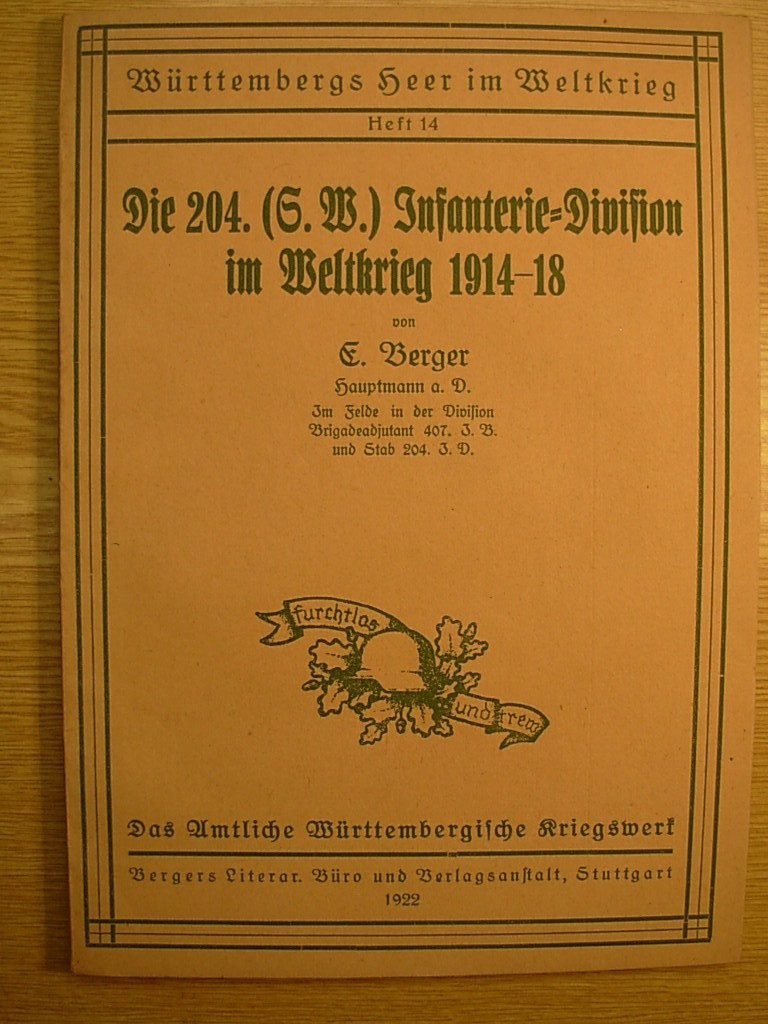 Württembergs Heer im Weltkrieg
Heft 14
Die 204. (S. W.) Infanterie-Division
im Weltkrieg 1914–18
von
E. Berger
Hauptmann a. D.
Im Felde in der Division
Brigadeadjutant 407. I. B.
und Stab 204. I. D.
furchtlos
und trew
Das Amtliche Württembergische Kriegswerk
Bergers Literar. Büro und Verlagsanstalt, Stuttgart
1922